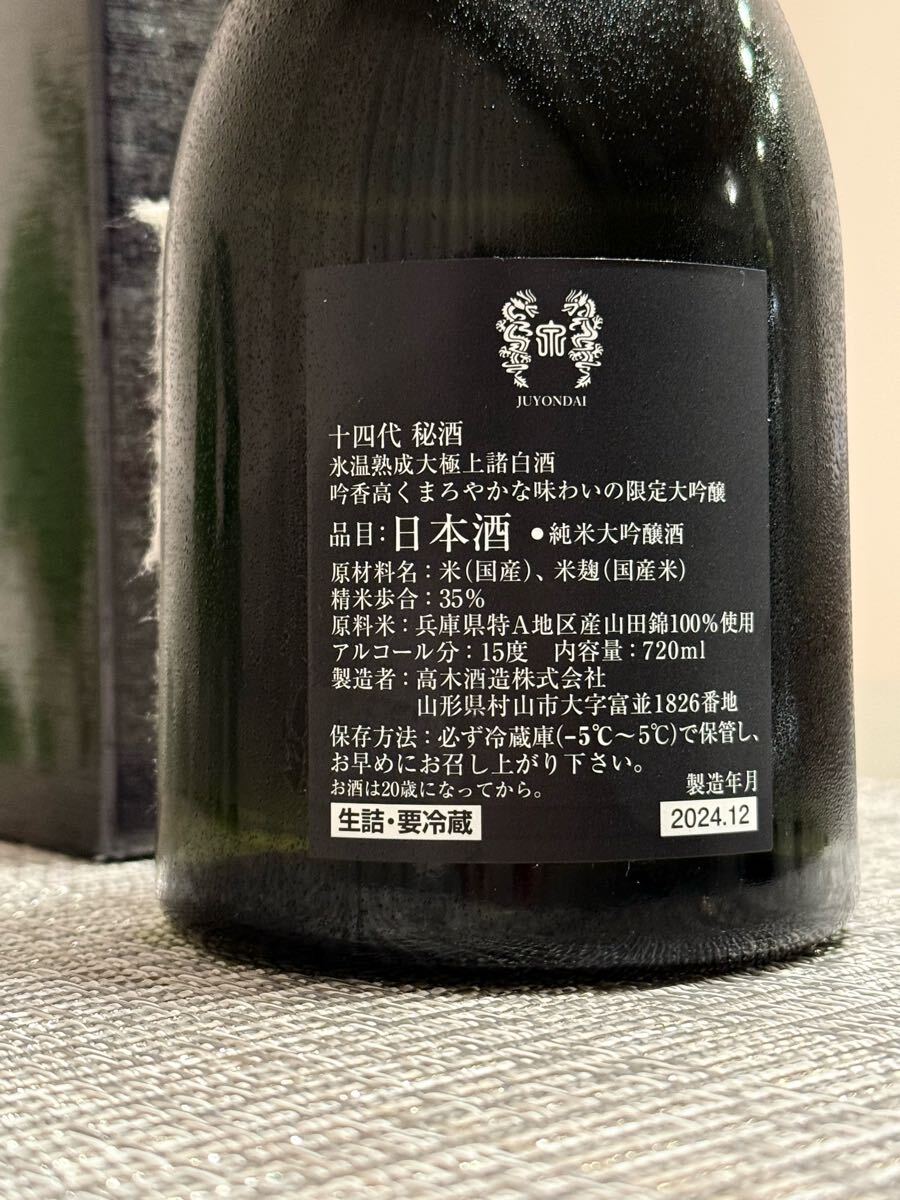 JUYONDAI
十四代 秘酒
氷温熟成大極上諸白酒
吟香高くまろやかな味わいの限定大吟醸
品目:日本酒 ●純米大吟醸酒
原材料名:米(国産)、米麹(国産米)
精米歩合:35%
原料米:兵庫県特A地区産山田錦100%使用
アルコール分:15度 内容量:720ml
製造者:高木酒造株式会社
山形県村山市大字富並1826番地
保存方法:必ず冷蔵庫(-5℃~5℃)で保管し、
お早めにお召し上がり下さい。
お酒は20歳になってから。
製造年月
生詰・要冷蔵
2024.12